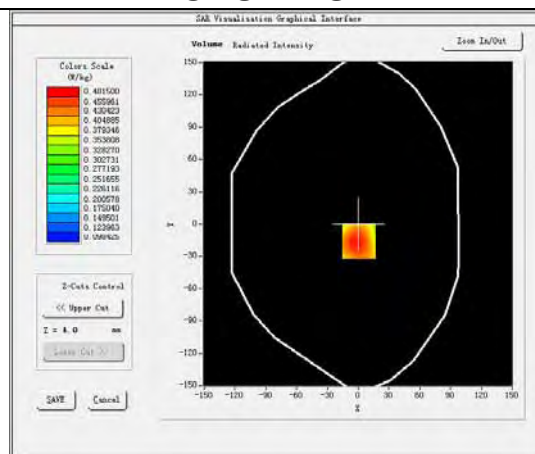 SAR Visualisation Graphical Interface
Volume Radiated Intensity
Zoom In/Out
Colors Scale
(W/kg)
0.481500
0.455961
0.430423
0.404885
0.379346
0.353808
0.328270
0.302731
0.277193
0.251655
0.226116
0.200578
0.175040
0.149501
0.123963
0.098425
Z-Cuts Control
<< Upper Cut
Z = 4.0 mm
Lower Cut >>
SAVE Cancel
150
120
90
60
30
0
-30
-60
-90
-120
-150
Y
-150 -120 -90 -60 -30 0 30 60 90 120 150
X